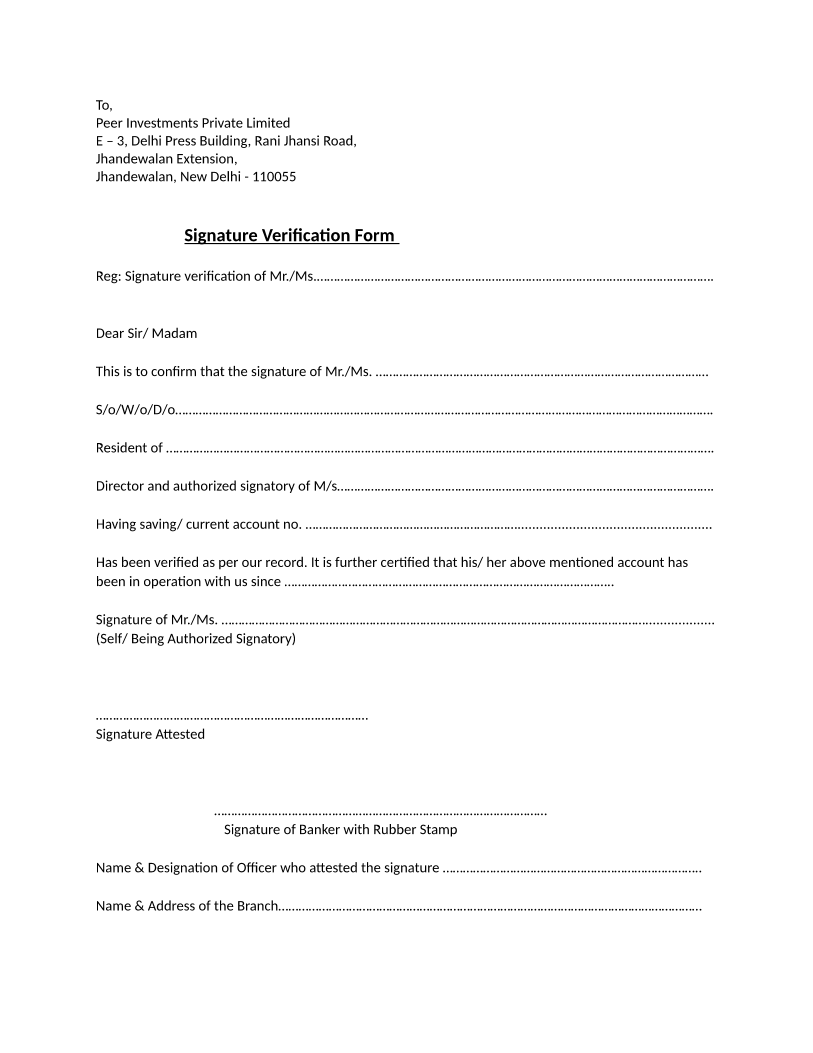 To,
Peer Investments Private Limited
E – 3, Delhi Press Building, Rani Jhansi Road,
Jhandewalan Extension,
Jhandewalan, New Delhi - 110055
Signature Verification Form
Reg: Signature verification of Mr./Ms.……………………………………………………………………………………………………………
Dear Sir/ Madam
This is to confirm that the signature of Mr./Ms. …………………………………………………………………………………………
S/o/W/o/D/o…………………………………………………………………………………………………………………………………………………
Resident of ……………………………………………………………………………………………………………………………………………………
Director and authorized signatory of M/s.……………………………………………………………………………………………………
Having saving/ current account no. …………………………………………………………...................................................
Has been verified as per our record. It is further certified that his/ her above mentioned account has
been in operation with us since ………………………………………………………………………………………..
Signature of Mr./Ms. ……………………………………………………………………………………………………………………...................
(Self/ Being Authorized Signatory)
………………………………………………………………………
Signature Attested
………………………………………………………………………………………
Signature of Banker with Rubber Stamp
Name & Designation of Officer who attested the signature …………………………………………………………………..
Name & Address of the Branch…………………………………………………………………………………………………………………